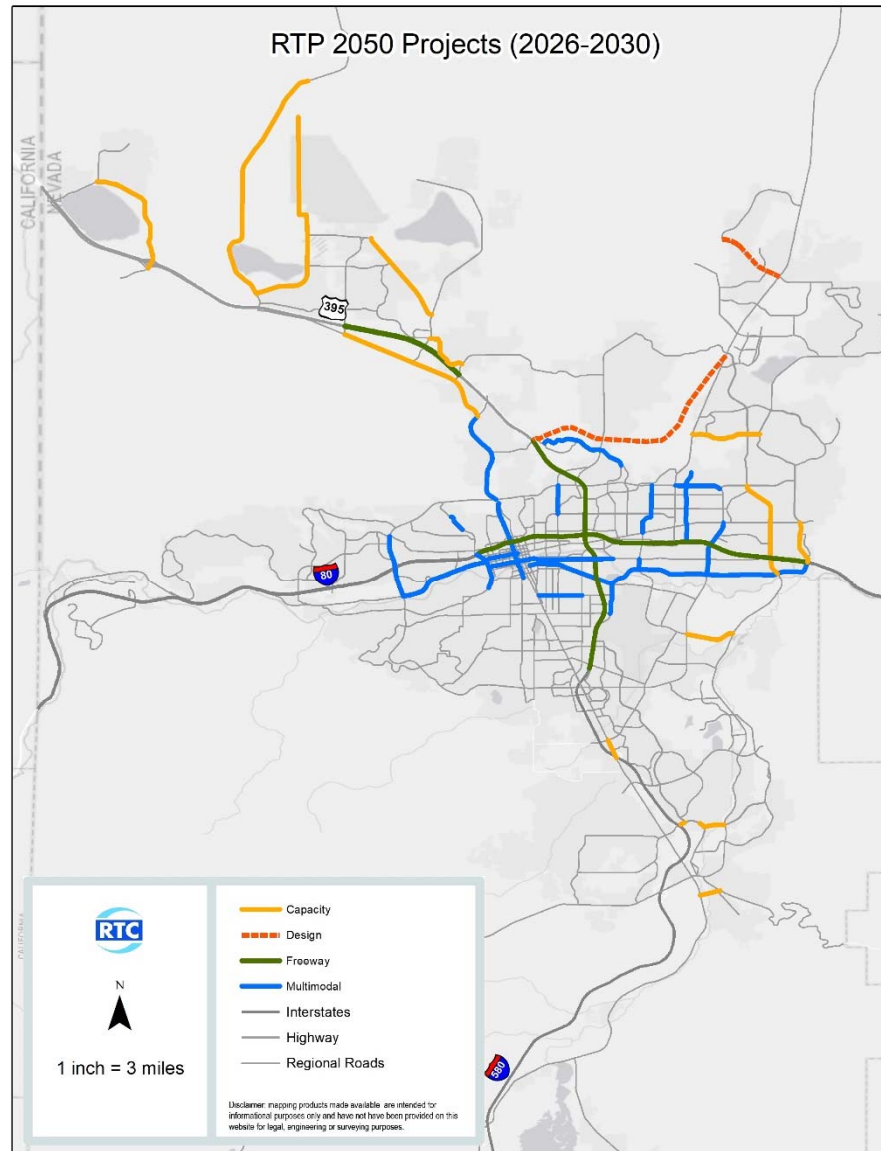 RTP 2050 Projects (2026-2030)
CALIFORNIA
NEVADA
395
80
580
CALIFORNIA
RTC
N
1 inch = 3 miles
Capacity
Design
Freeway
Multimodal
Interstates
Highway
Regional Roads
Disclaimer: mapping products made available are intended for
informational purposes only and have not have been provided on this
website for legal, engineering or surveying purposes.